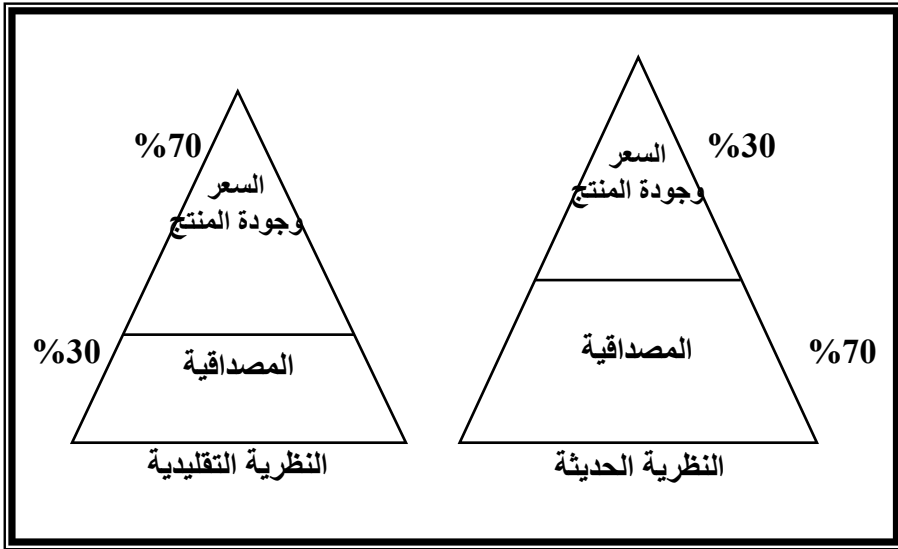 %30
السعر
وجودة المنتج
المصداقية
%70
النظرية الحديثة
%70
السعر
وجودة المنتج
%30
المصداقية
النظرية التقليدية